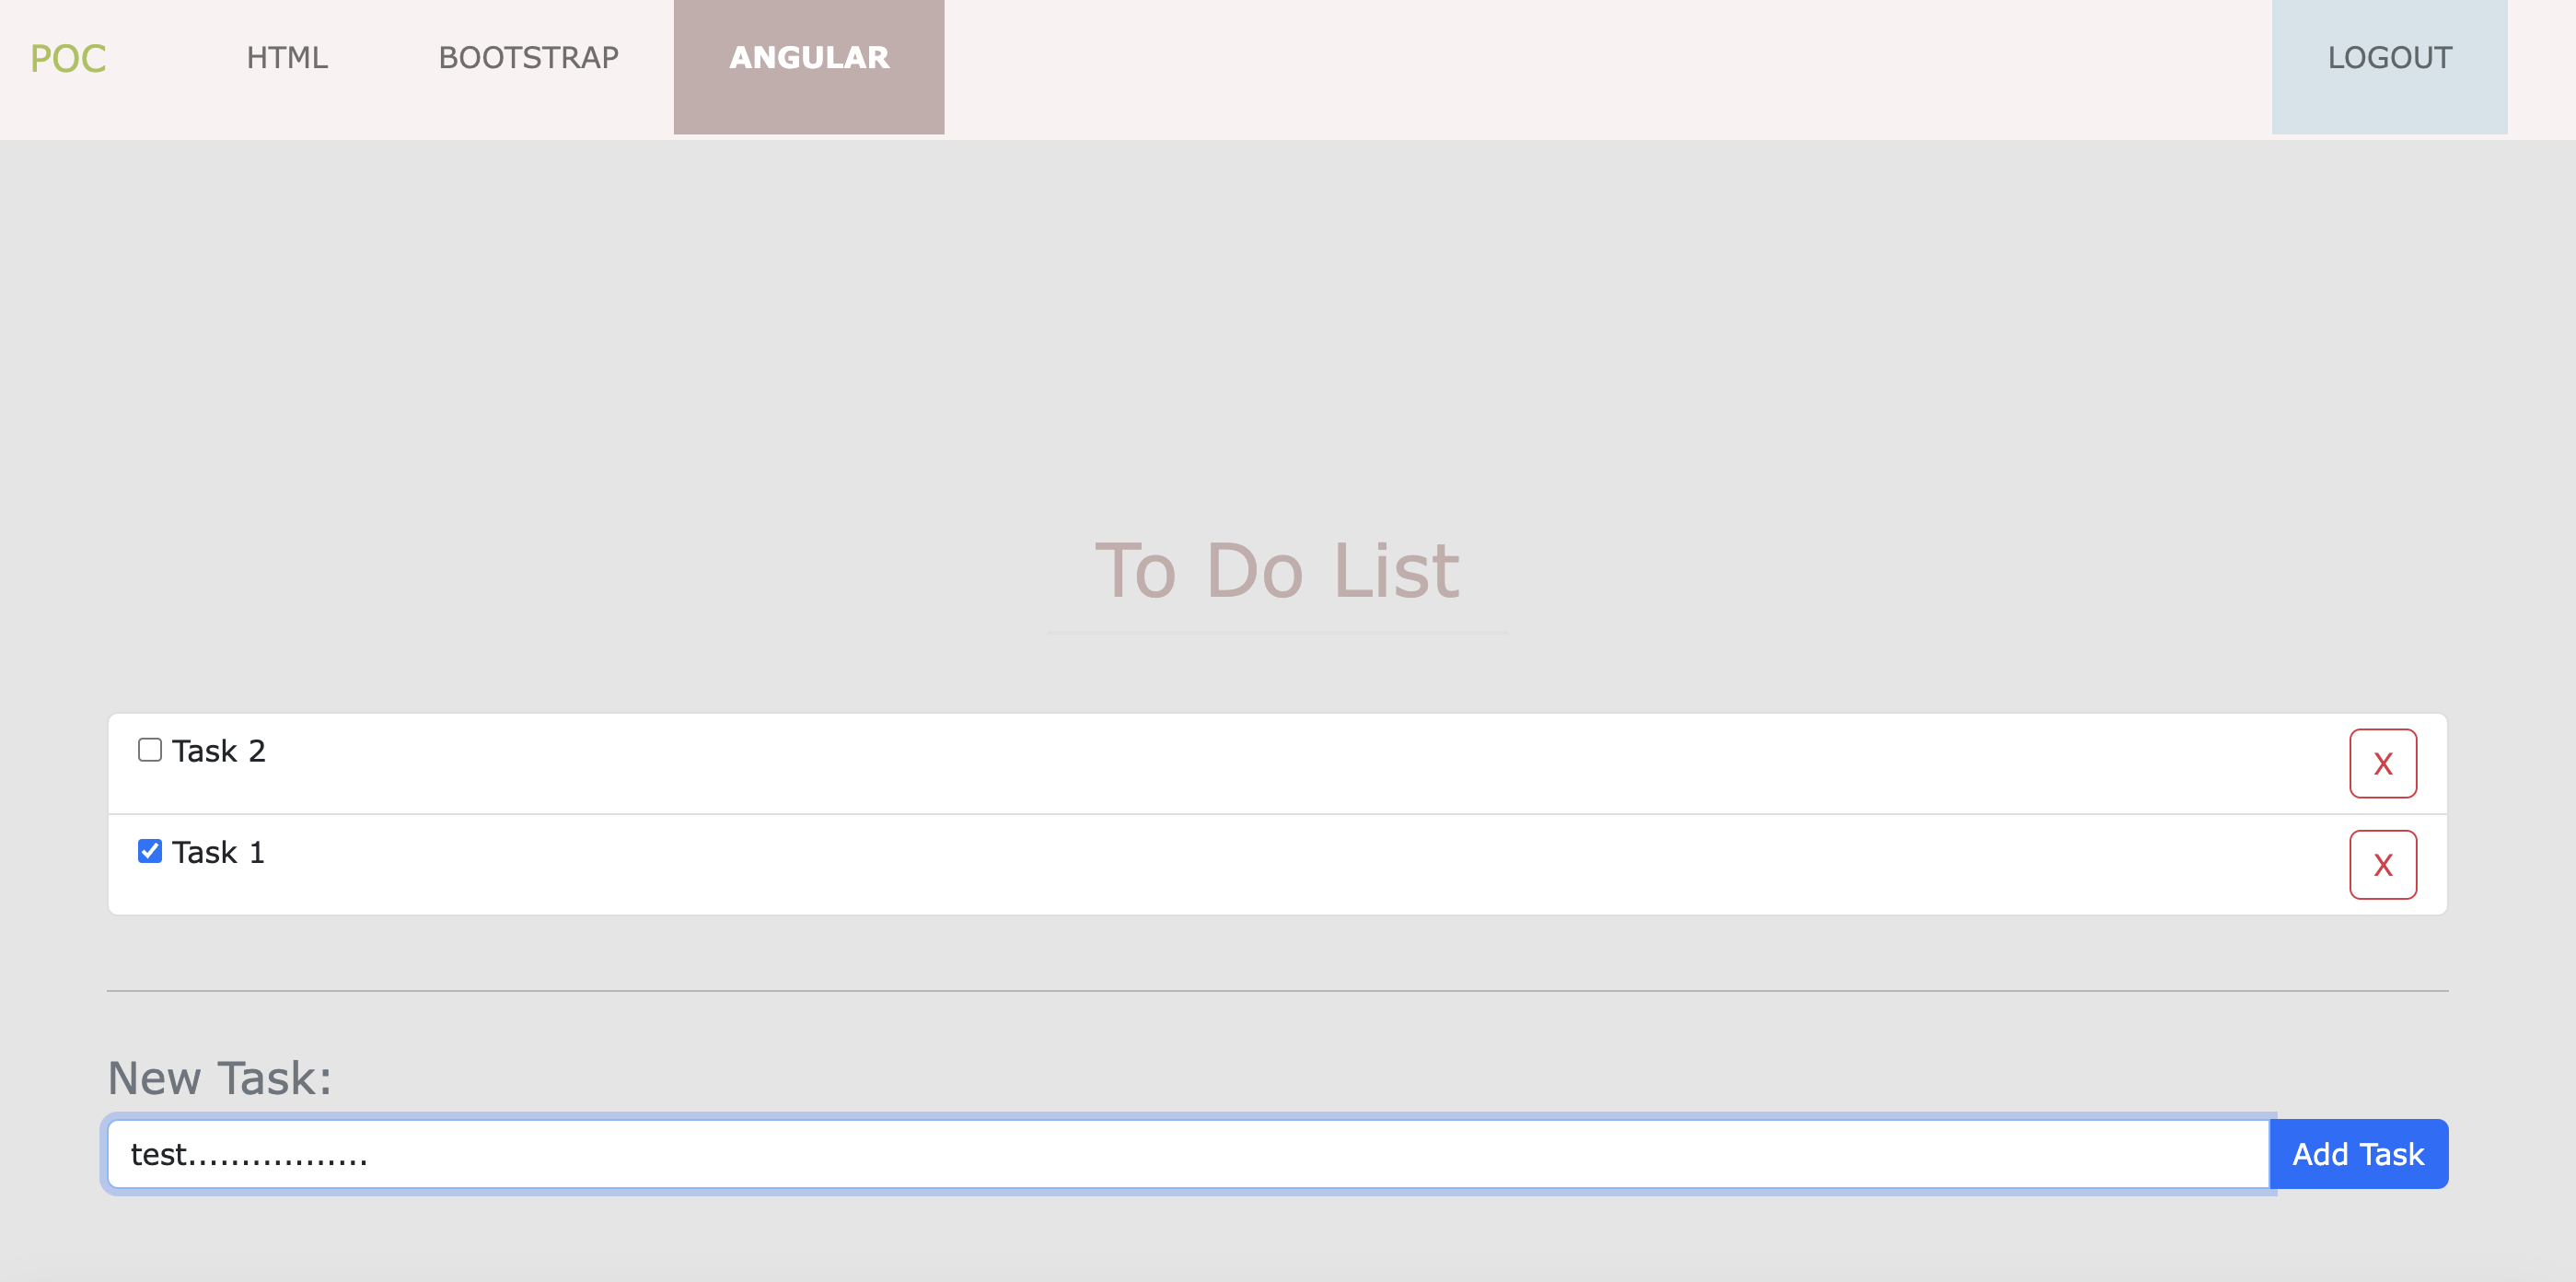 POC HTML BOOTSTRAP ANGULAR LOGOUT
To Do List
Task 2 X
Task 1 X
New Task:
test................. Add Task